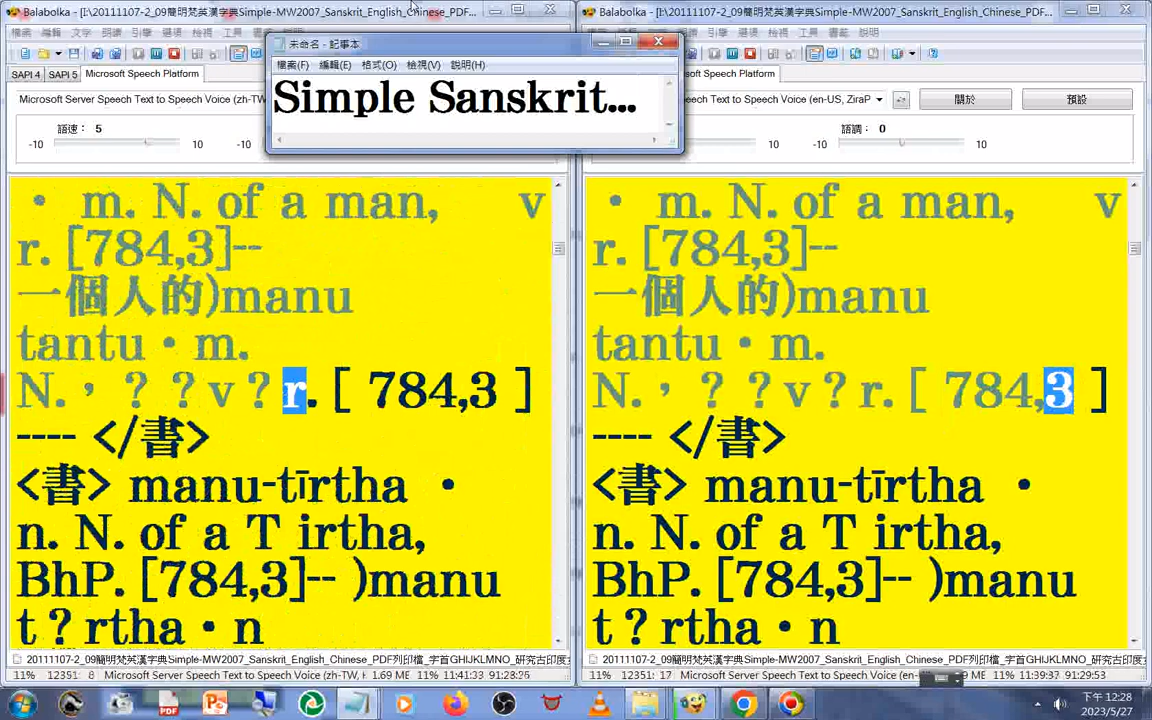 Balabolka - [I:\20111107-2_09簡明梵英漢字典Simple-MW2007_Sanskrit_English_Chinese_PDF...
Balabolka - [I:\20111107-2_09簡明梵英漢字典Simple-MW2007_Sanskrit_English_Chinese_PDF...
未命名 - 記事本
檔案(F) 編輯(E) 格式(O) 檢視(V) 說明(H)
Simple Sanskrit...
SAPI 4 SAPI 5 Microsoft Speech Platform
Speech Platform
Microsoft Server Speech Text to Speech Voice (zh-TW,
ech Text to Speech Voice (en-US, ZiraP
關於
預設
語速： 5
-10 10
10
語調： 0
-10 10
• m. N. of a man, v
r. [784,3]--
一個人的)manu
tantu • m.
N. , ？？v？r. [ 784,3 ]
---- </書>
<書> manu-tīrtha •
n. N. of a T irtha,
BhP. [784,3]-- )manu
t？rtha • n
• m. N. of a man, v
r. [784,3]--
一個人的)manu
tantu • m.
N. , ？？v？r. [ 784,3 ]
---- </書>
<書> manu-tīrtha •
n. N. of a T irtha,
BhP. [784,3]-- )manu
t？rtha • n
20111107-2_09簡明梵英漢字典Simple-MW2007_Sanskrit_English_Chinese_PDF列印檔_字首GHIJKLMNO_研究古印度
20111107-2_09簡明梵英漢字典Simple-MW2007_Sanskrit_English_Chinese_PDF列印檔_字首GHIJKLMNO_研究古印度
11% 12351: 8 Microsoft Server Speech Text to Speech Voice (zh-TW, 1.69 ME 11% 11:41:33 91:28:25
11% 12351: 17 Microsoft Server Speech Text to Speech 11% 11:39:37 91:29:53
PDF
下午 12:28
2023/5/27